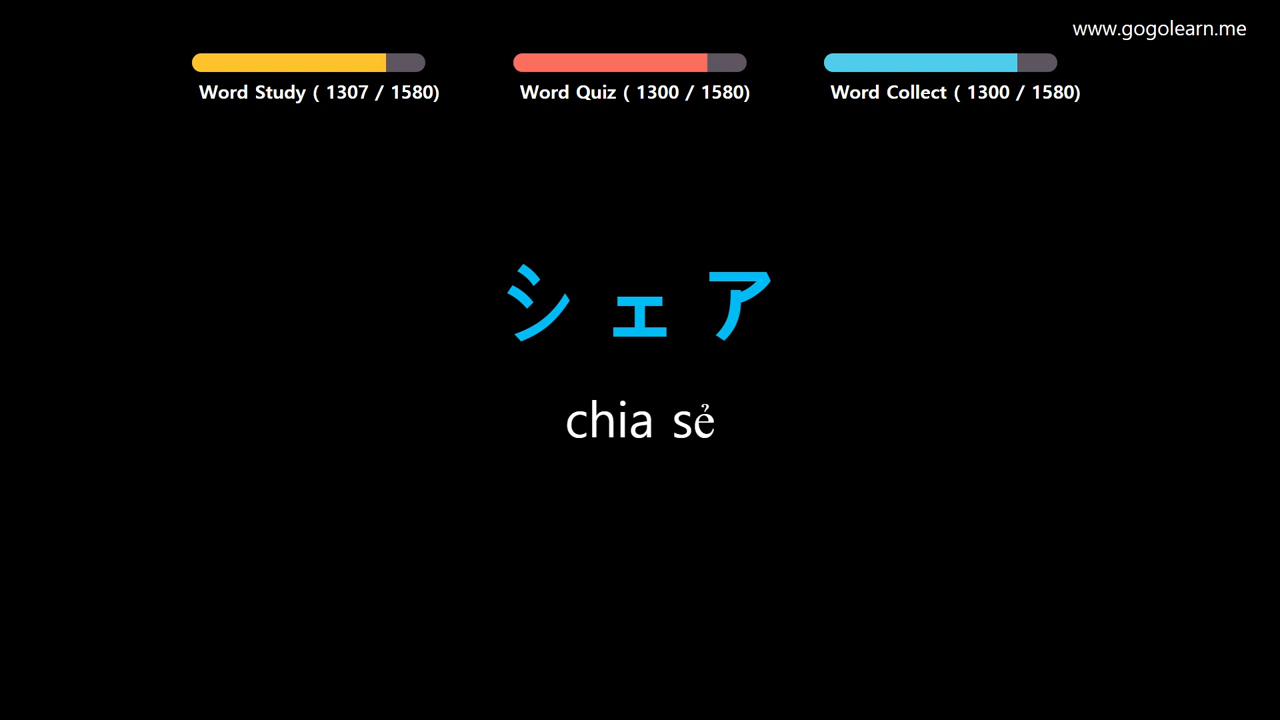 www.gogolearn.me
Word Study ( 1307 / 1580)
Word Quiz ( 1300 / 1580)
Word Collect ( 1300 / 1580)
シェア
chia sẻ